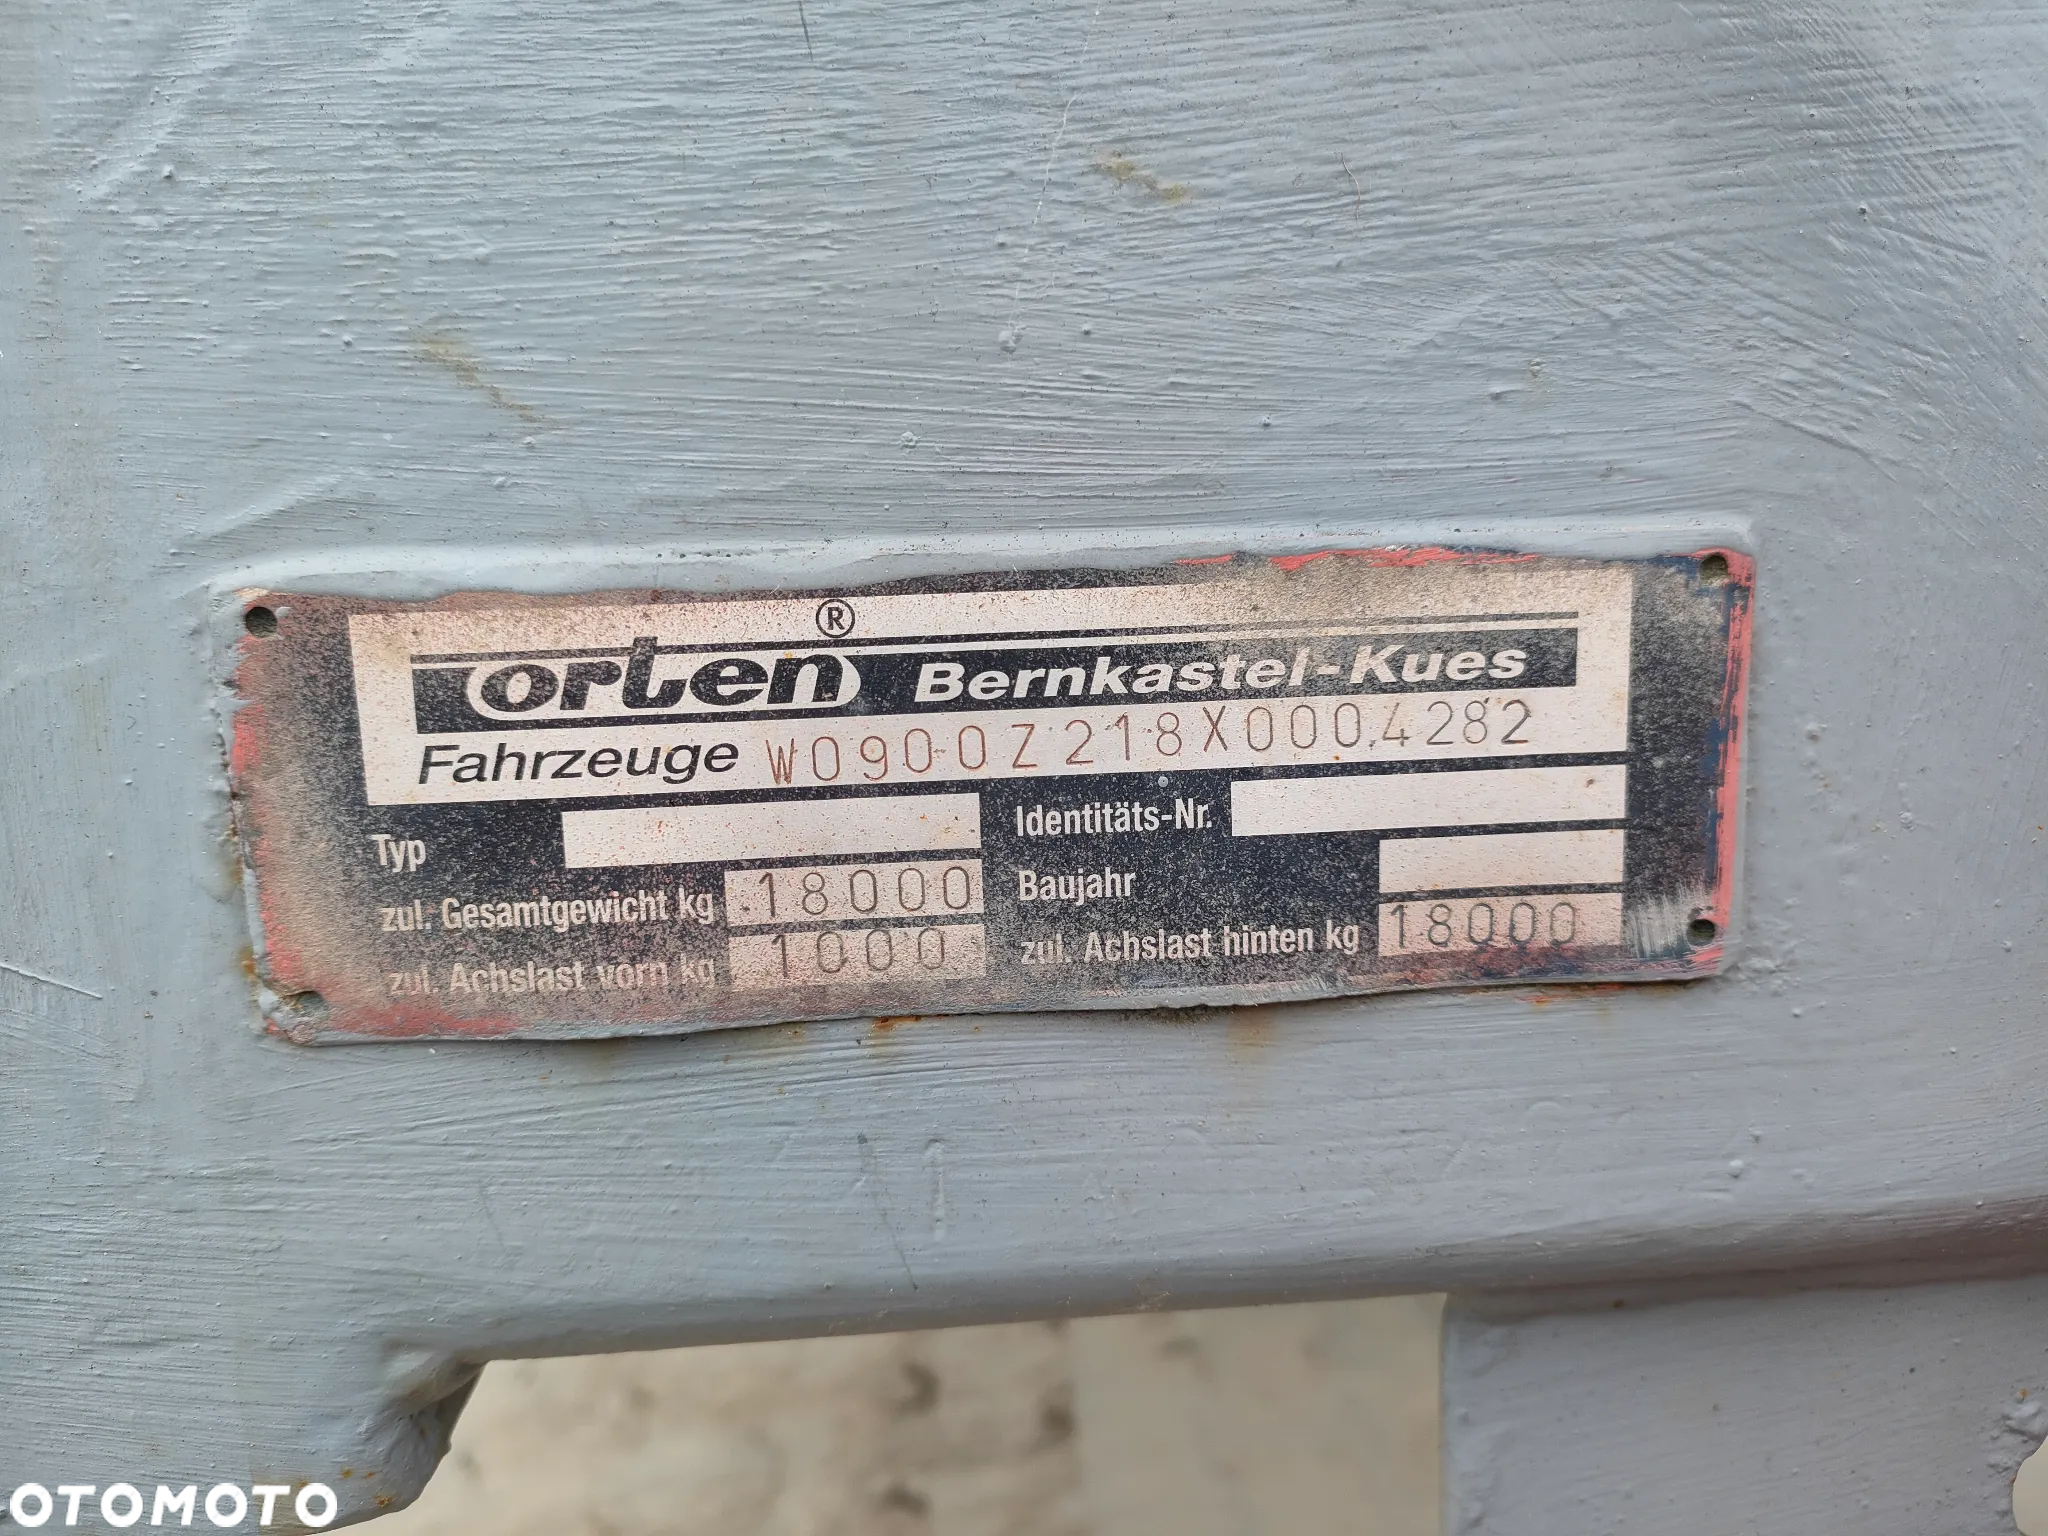 orten ® Bernkastel-Kues
Fahrzeuge W0900Z218X0004282
Typ
Identitäts-Nr.
zul. Gesamtgewicht kg 18000
Baujahr
zul. Achslast vorn kg 1000
zul. Achslast hinten kg 18000
OTOMOTO